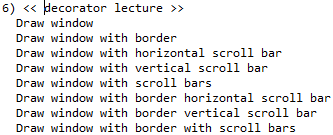 6) << decorator lecture >>
Draw window
Draw window with border
Draw window with horizontal scroll bar
Draw window with vertical scroll bar
Draw window with scroll bars
Draw window with border horizontal scroll bar
Draw window with border vertical scroll bar
Draw window with border with scroll bars